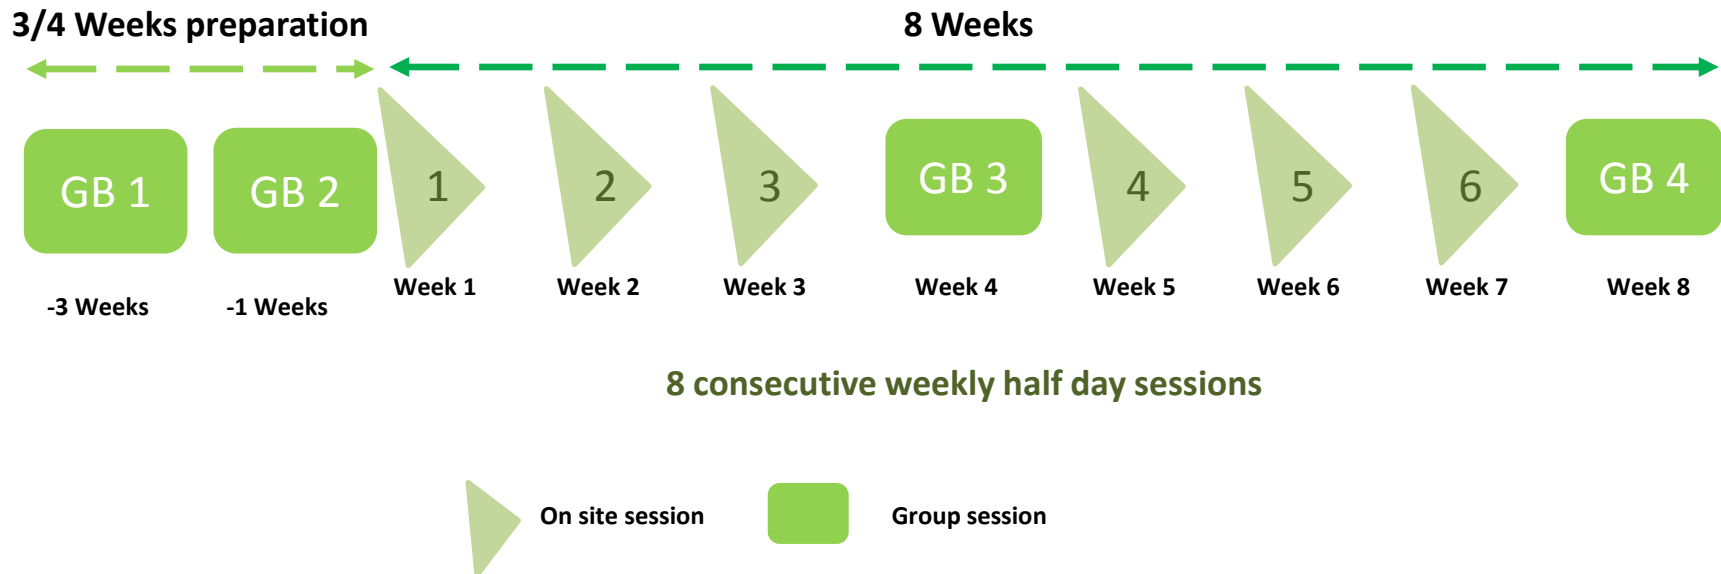 3/4 Weeks preparation
8 Weeks
GB 1
GB 2
1
2
3
GB 3
4
5
6
GB 4
-3 Weeks
-1 Weeks
Week 1
Week 2
Week 3
Week 4
Week 5
Week 6
Week 7
Week 8
8 consecutive weekly half day sessions
On site session
Group session